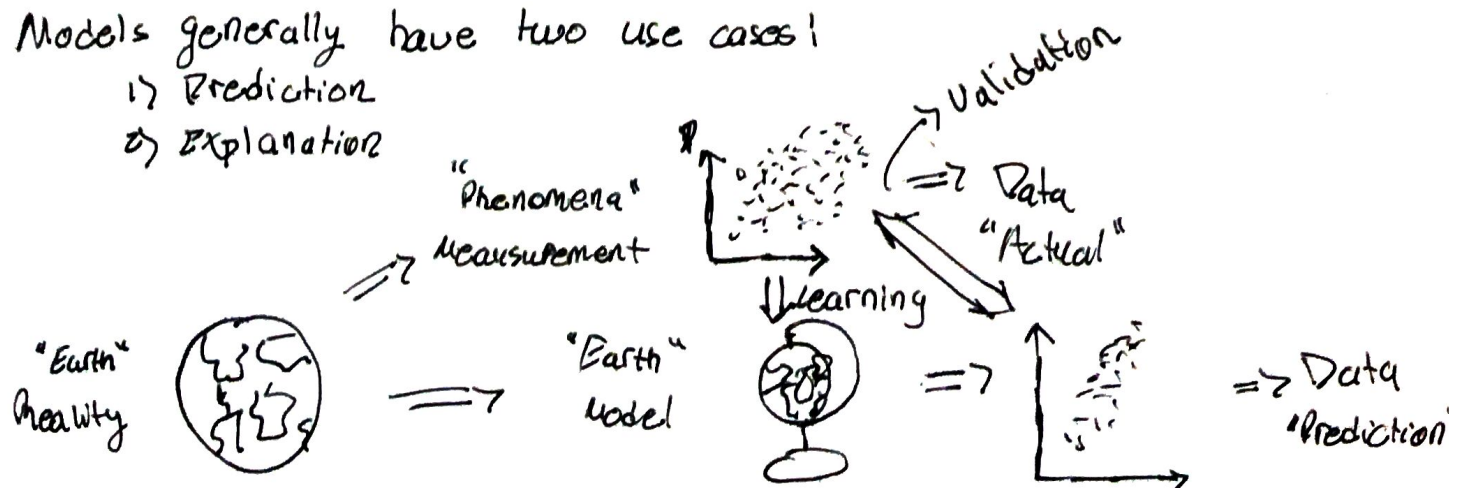 Models generally have two use cases!
1) Prediction
2) Explanation
Validation
"Phenomena"
Measurement
=> Data
"Actual"
Learning
"Earth"
Reality
"Earth"
Model
=> Data
"Prediction"